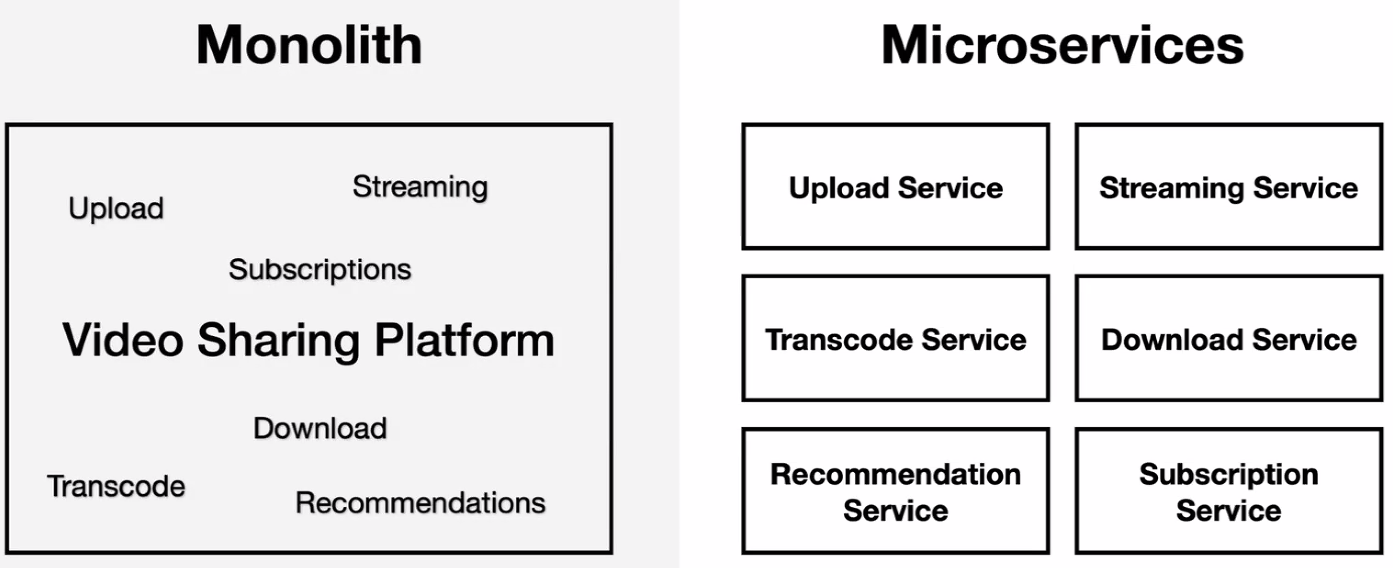 Monolith
Upload
Streaming
Subscriptions
Video Sharing Platform
Download
Transcode
Recommendations
Microservices
Upload Service
Streaming Service
Transcode Service
Download Service
Recommendation
Service
Subscription
Service